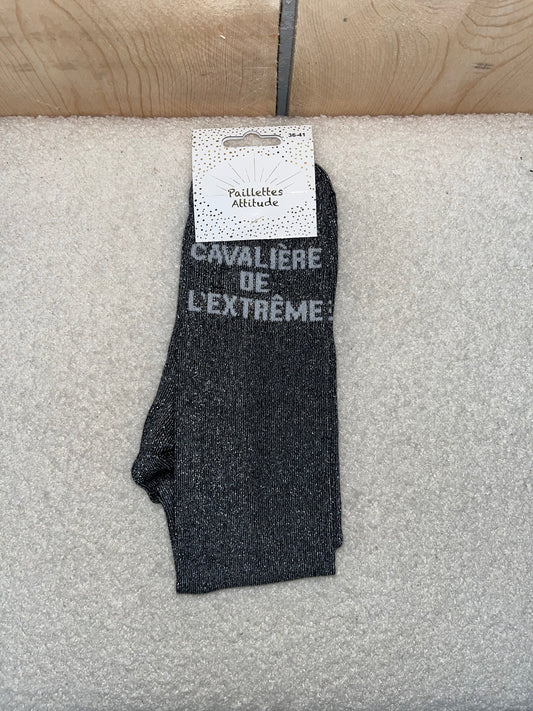 36-41
Paillettes
Attitude
CAVALIÈRE
DE
L'EXTRÊME